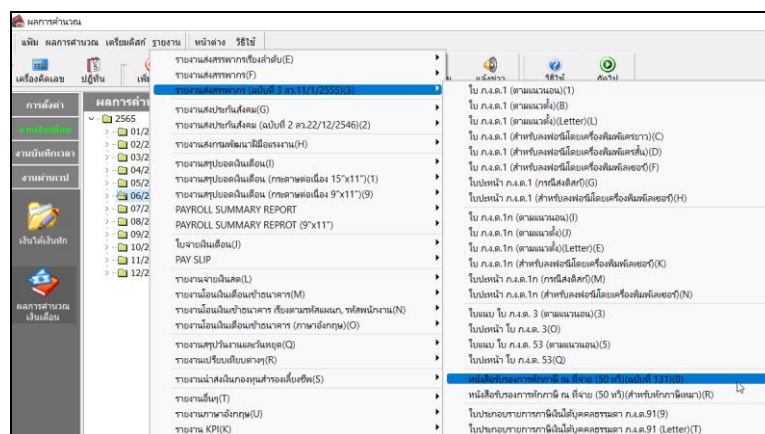 ผลการคำนวณ
แฟ้ม ผลการคำนวณ เตรียมดิสก์ รายงาน หน้าต่าง วิธีใช้
เครื่องคิดเลข ปฏิทิน วิธีใช้
การตั้งค่า
งานเงินเดือน
งานบันทึกเวลา
งานผ่านเวป
เงินได้เงินหัก
ผลการคำนวณ
เงินเดือน
2565
01/2
02/2
03/2
04/2
05/2
06/2
07/2
08/2
09/2
10/2
11/2
12/2
รายงานส่งสรรพากรเรียงลำดับ(E)
รายงานส่งสรรพากร(F)
รายงานส่งสรรพากร (ฉบับที่ 3 ลว.11/1/2555)(3)
รายงานส่งประกันสังคม(G)
รายงานส่งประกันสังคม (ฉบับที่ 2 ลว.22/12/2546)(2)
รายงานส่งกรมพัฒนาฝีมือแรงงาน(H)
รายงานสรุปยอดเงินเดือน(I)
รายงานสรุปยอดเงินเดือน (กระดาษต่อเนื่อง 15"x11")(1)
รายงานสรุปยอดเงินเดือน (กระดาษต่อเนื่อง 9"x11")(9)
PAYROLL SUMMARY REPORT
PAYROLL SUMMARY REPROT (9"x11")
ใบจ่ายเงินเดือน(J)
PAY SLIP
รายงานจ่ายเงินสด(L)
รายงานโอนเงินเดือนเข้าธนาคาร(M)
รายงานโอนเงินเดือนเข้าธนาคาร เรียงตามรหัสแผนก, รหัสพนักงาน(N)
รายงานโอนเงินเดือนเข้าธนาคาร (ภาษาอังกฤษ)(O)
รายงานสรุปวันงานและวันหยุด(Q)
รายงานเปรียบเทียบต่างๆ(R)
รายงานนำส่งเงินกองทุนสำรองเลี้ยงชีพ(S)
รายงานอื่นๆ(T)
รายงานภาษาอังกฤษ(U)
รายงาน KPI(K)
ใบ ภ.ง.ด.1 (ตามแนวนอน)(1)
ใบ ภ.ง.ด.1 (ตามแนวตั้ง)(B)
ใบ ภ.ง.ด.1 (ตามแนวตั้ง)(Letter)(L)
ใบ ภ.ง.ด.1 (สำหรับลงฟอร์มโดยเครื่องพิมพ์แคร่ยาว)(C)
ใบ ภ.ง.ด.1 (สำหรับลงฟอร์มโดยเครื่องพิมพ์แคร่สั้น)(D)
ใบ ภ.ง.ด.1 (สำหรับลงฟอร์มโดยเครื่องพิมพ์เลเซอร์)(F)
ใบปะหน้า ภ.ง.ด.1 (กรณีส่งดิสก์)(G)
ใบปะหน้า ภ.ง.ด.1 (สำหรับลงฟอร์มโดยเครื่องพิมพ์เลเซอร์)(H)
ใบ ภ.ง.ด.1ก (ตามแนวนอน)(I)
ใบ ภ.ง.ด.1ก (ตามแนวตั้ง)(J)
ใบ ภ.ง.ด.1ก (ตามแนวตั้ง)(Letter)(E)
ใบ ภ.ง.ด.1ก (สำหรับลงฟอร์มโดยเครื่องพิมพ์เลเซอร์)(K)
ใบปะหน้า ภ.ง.ด.1ก (กรณีส่งดิสก์)(M)
ใบปะหน้า ภ.ง.ด.1ก (สำหรับลงฟอร์มโดยเครื่องพิมพ์เลเซอร์)(N)
ใบแนบ ใบ ภ.ง.ด. 3 (ตามแนวนอน)(3)
ใบปะหน้า ใบ ภ.ง.ด. 3(O)
ใบแนบ ใบ ภ.ง.ด. 53 (ตามแนวนอน)(5)
ใบปะหน้า ใบ ภ.ง.ด. 53(Q)
หนังสือรับรองการหักภาษี ณ ที่จ่าย (50 ทวิ)(ฉบับที่ 131)(0)
หนังสือรับรองการหักภาษี ณ ที่จ่าย (50 ทวิ)(สำหรับหักภาษีเหมา)(R)
ใบประกอบรายการภาษีเงินได้บุคคลธรรมดา ภ.ง.ด.91(9)
ใบประกอบรายการภาษีเงินได้บุคคลธรรมดา ภ.ง.ด.91 (Letter)(T)